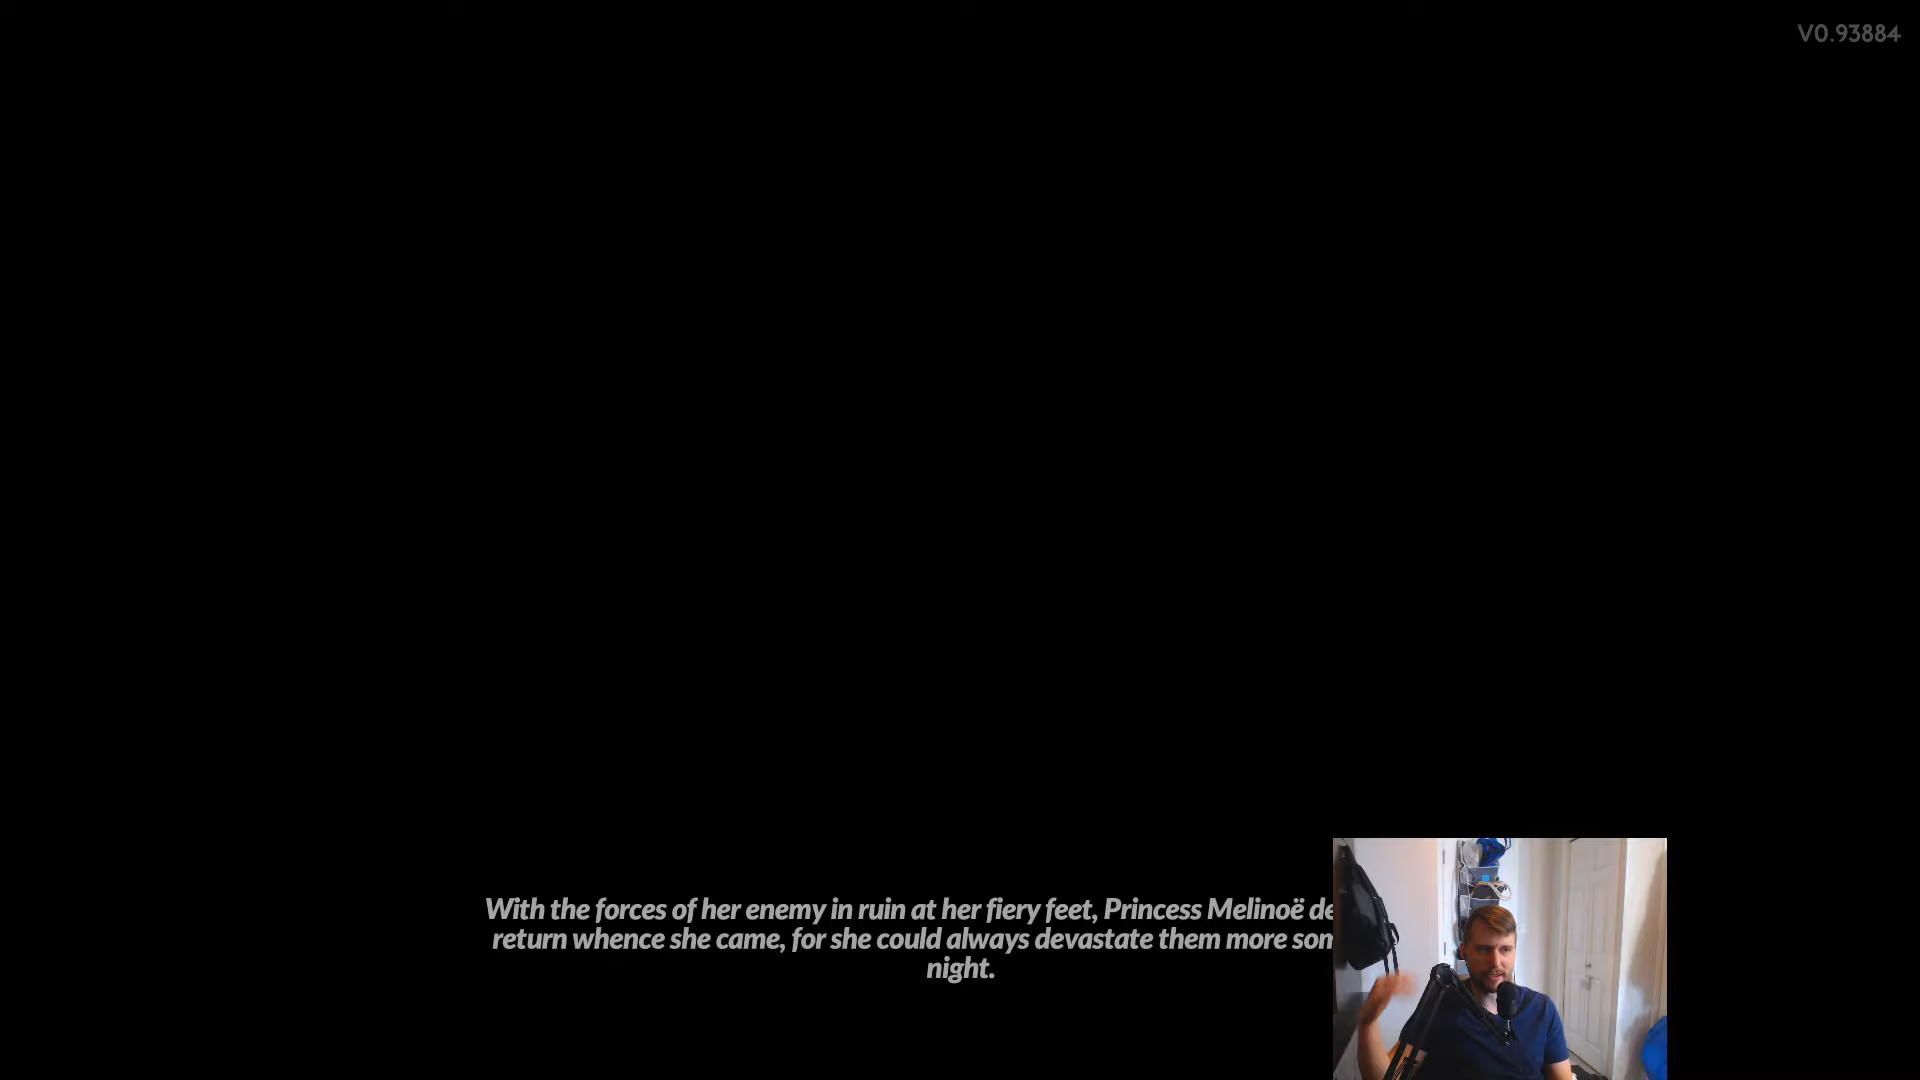 V0.93884
With the forces of her enemy in ruin at her fiery feet, Princess Melinoë
return whence she came, for she could always devastate them more
night.